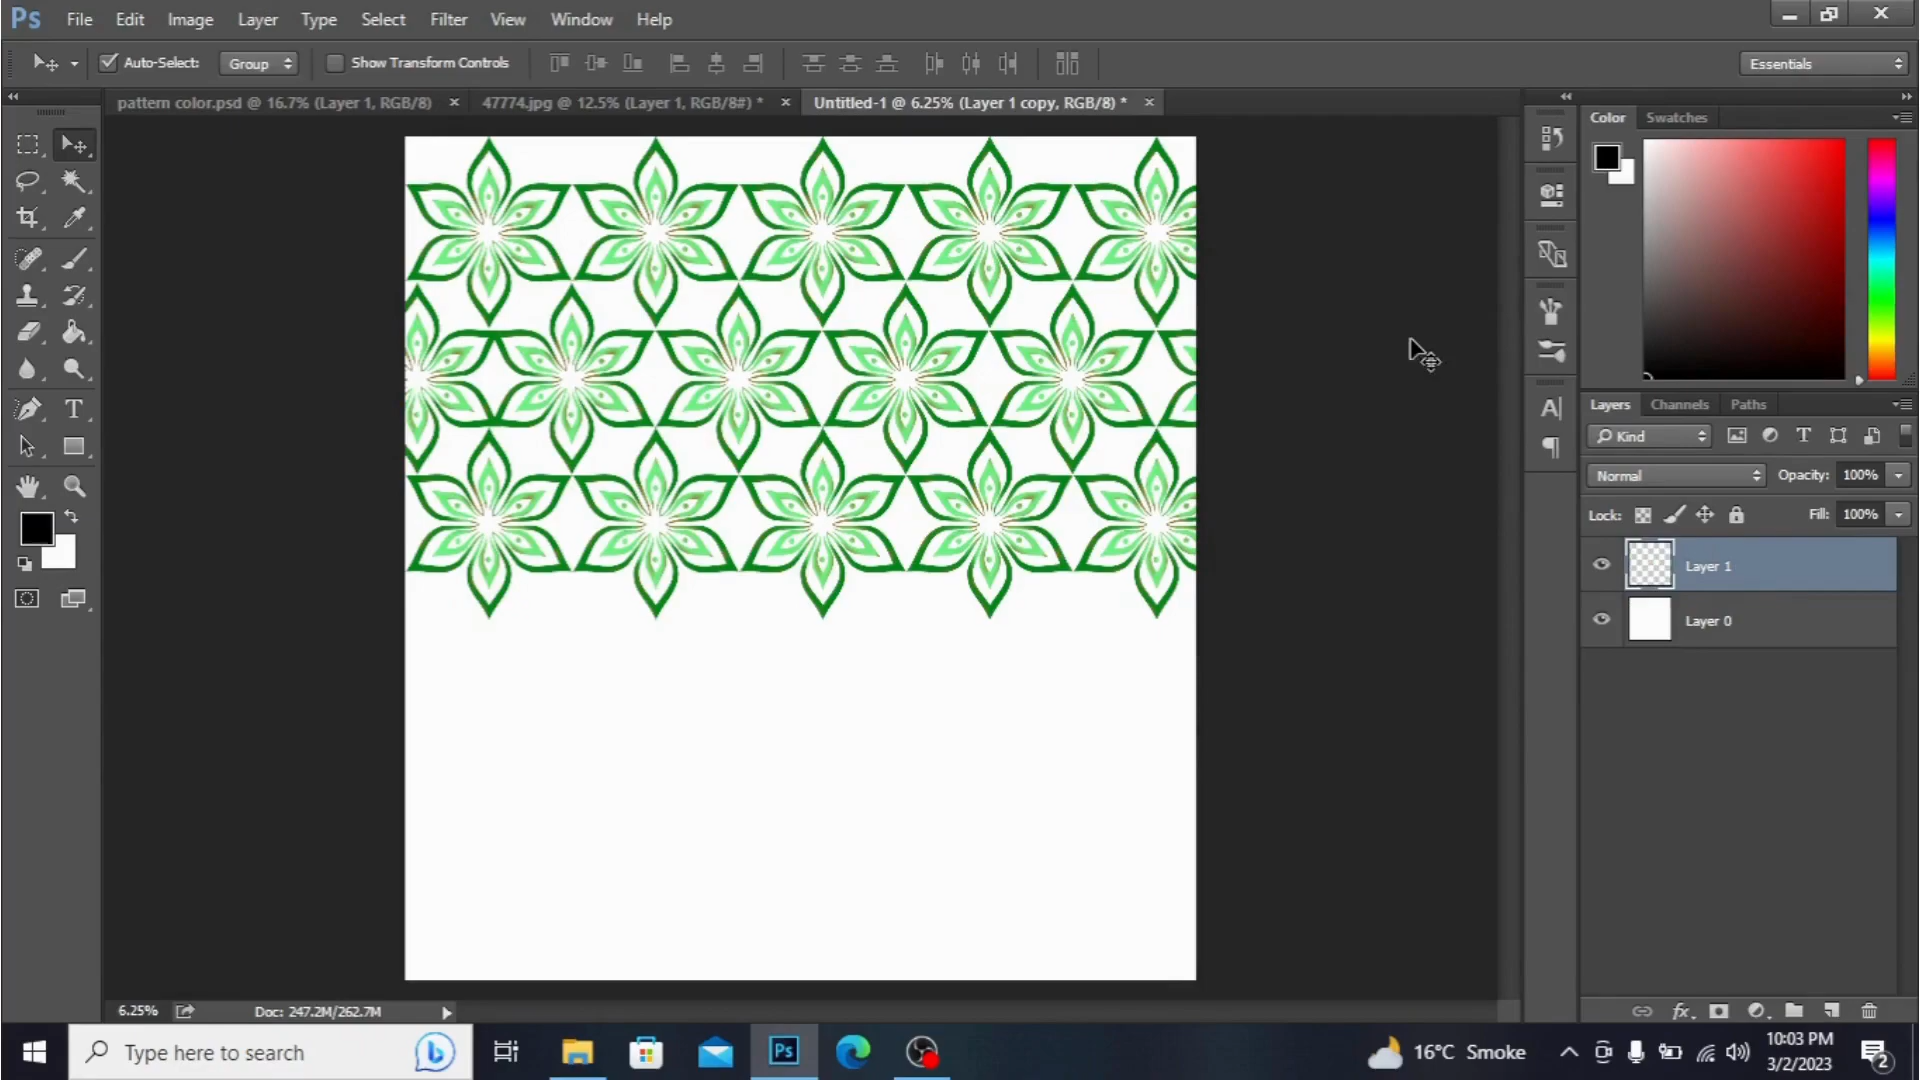 Ps File Edit Image Layer Type Select Filter View Window Help
Auto-Select: Group Show Transform Controls Essentials
pattern color.psd @ 16.7% (Layer 1, RGB/8) × 47774.jpg @ 12.5% (Layer 1, RGB/8#) * × Untitled-1 @ 6.25% (Layer 1 copy, RGB/8) * ×
Color Swatches
Layers Channels Paths
Kind
Normal Opacity: 100%
Lock: Fill: 100%
Layer 1
Layer 0
6.25% Doc: 247.2M/262.7M
Type here to search
Ps
16°C Smoke
10:03 PM
3/2/2023
2